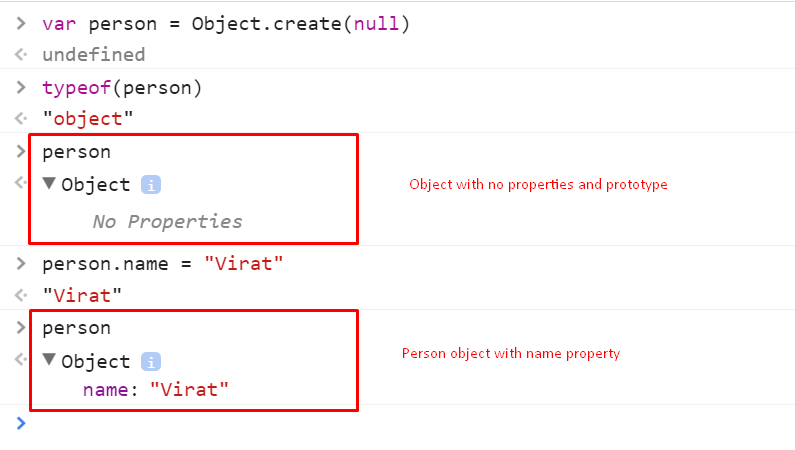 > var person = Object.create(null)
<· undefined
> typeof(person)
<· "object"
> person
<· ▼ Object i
Object with no properties and prototype
No Properties
> person.name = "Virat"
<· "Virat"
> person
<· ▼ Object i
Person object with name property
name: "Virat"
>